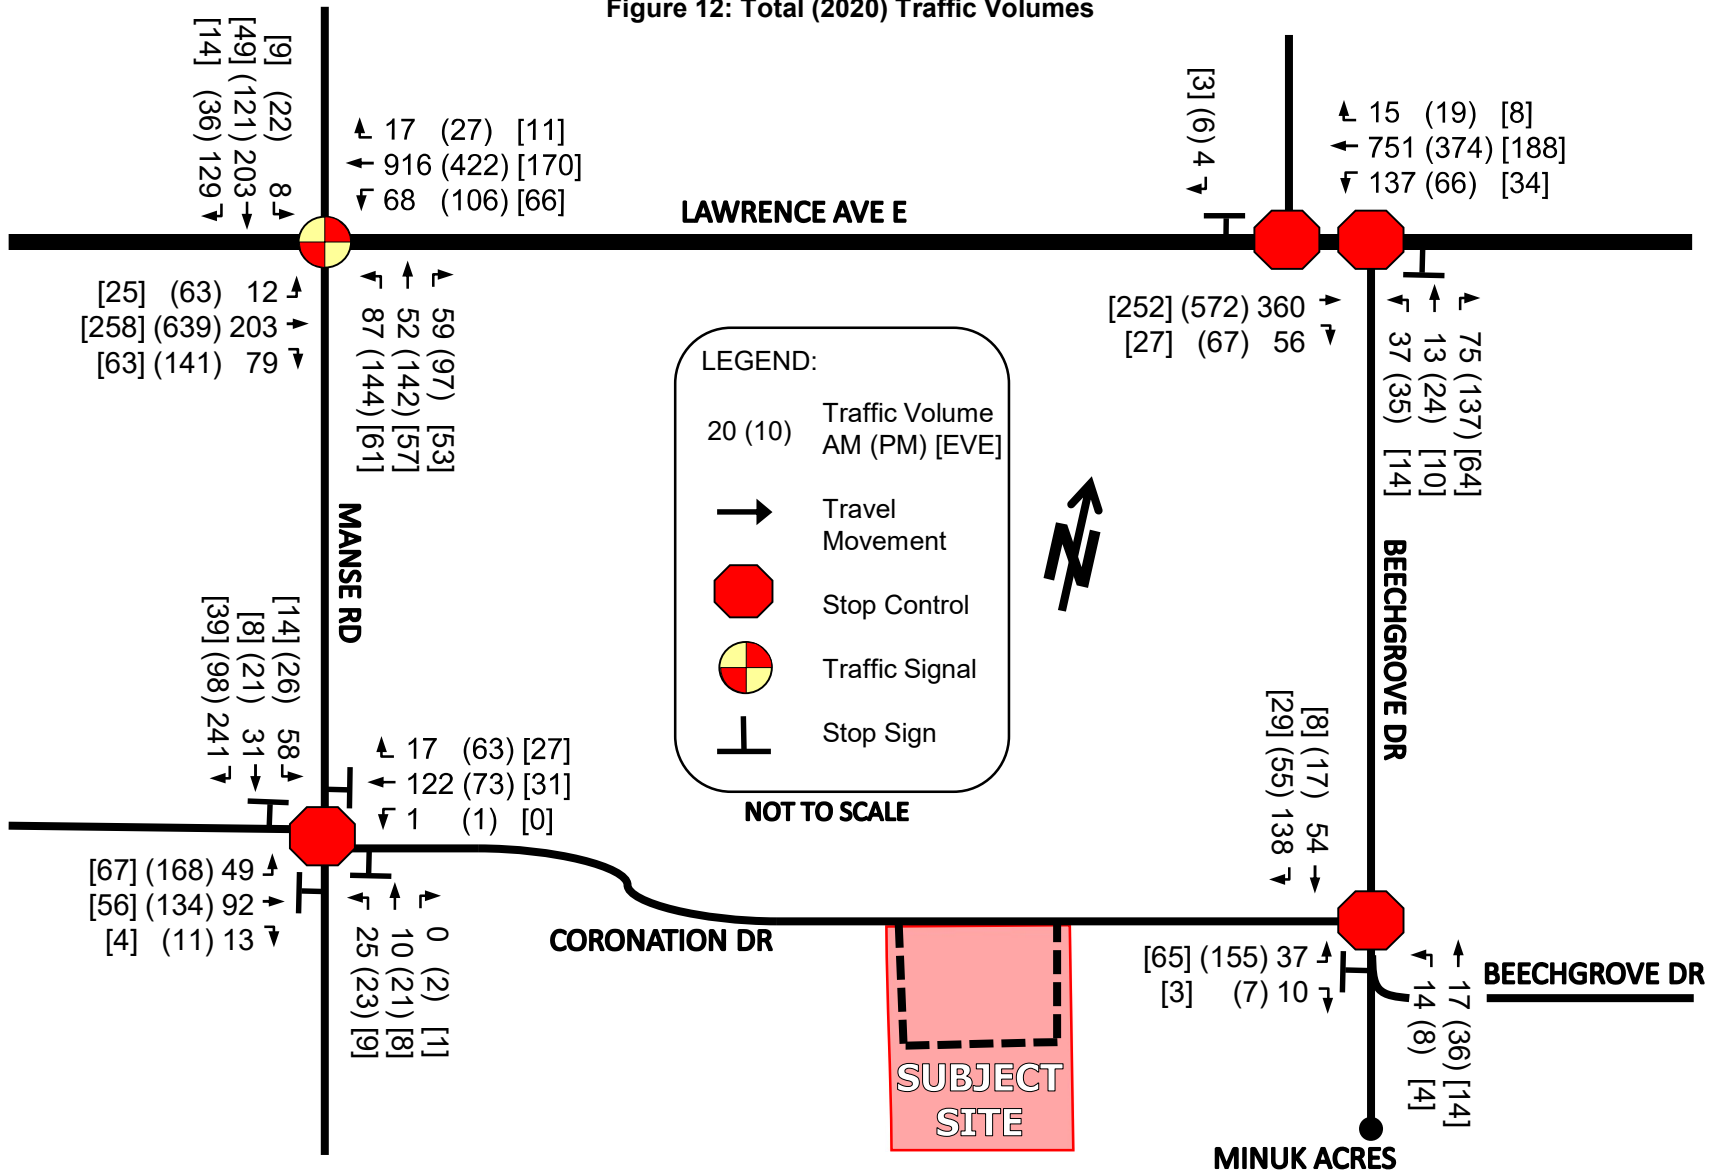 Figure 12: Total (2020) Traffic Volumes
[9] (22) 8
[49] (121) 203
[14] (36) 129
17 (27) [11]
916 (422) [170]
68 (106) [66]
[3] (6) 4
15 (19) [8]
751 (374) [188]
137 (66) [34]
LAWRENCE AVE E
[25] (63) 12
[258] (639) 203
[63] (141) 79
59 (97) [53]
52 (142) [57]
87 (144) [61]
[252] (572) 360
[27] (67) 56
75 (137) [64]
13 (24) [10]
37 (35) [14]
LEGEND:
20 (10)
Traffic Volume
AM (PM) [EVE]
Travel
Movement
Stop Control
Traffic Signal
Stop Sign
NOT TO SCALE
N
MANSE RD
BEECHGROVE DR
[14] (26) 58
[8] (21) 31
[39] (98) 241
17 (63) [27]
122 (73) [31]
1 (1) [0]
[8] (17) 54
[29] (55) 138
[67] (168) 49
[56] (134) 92
[4] (11) 13
0 (2) [1]
10 (21) [8]
25 (23) [9]
CORONATION DR
[65] (155) 37
[3] (7) 10
17 (36) [14]
14 (8) [4]
BEECHGROVE DR
SUBJECT
SITE
MINUK ACRES